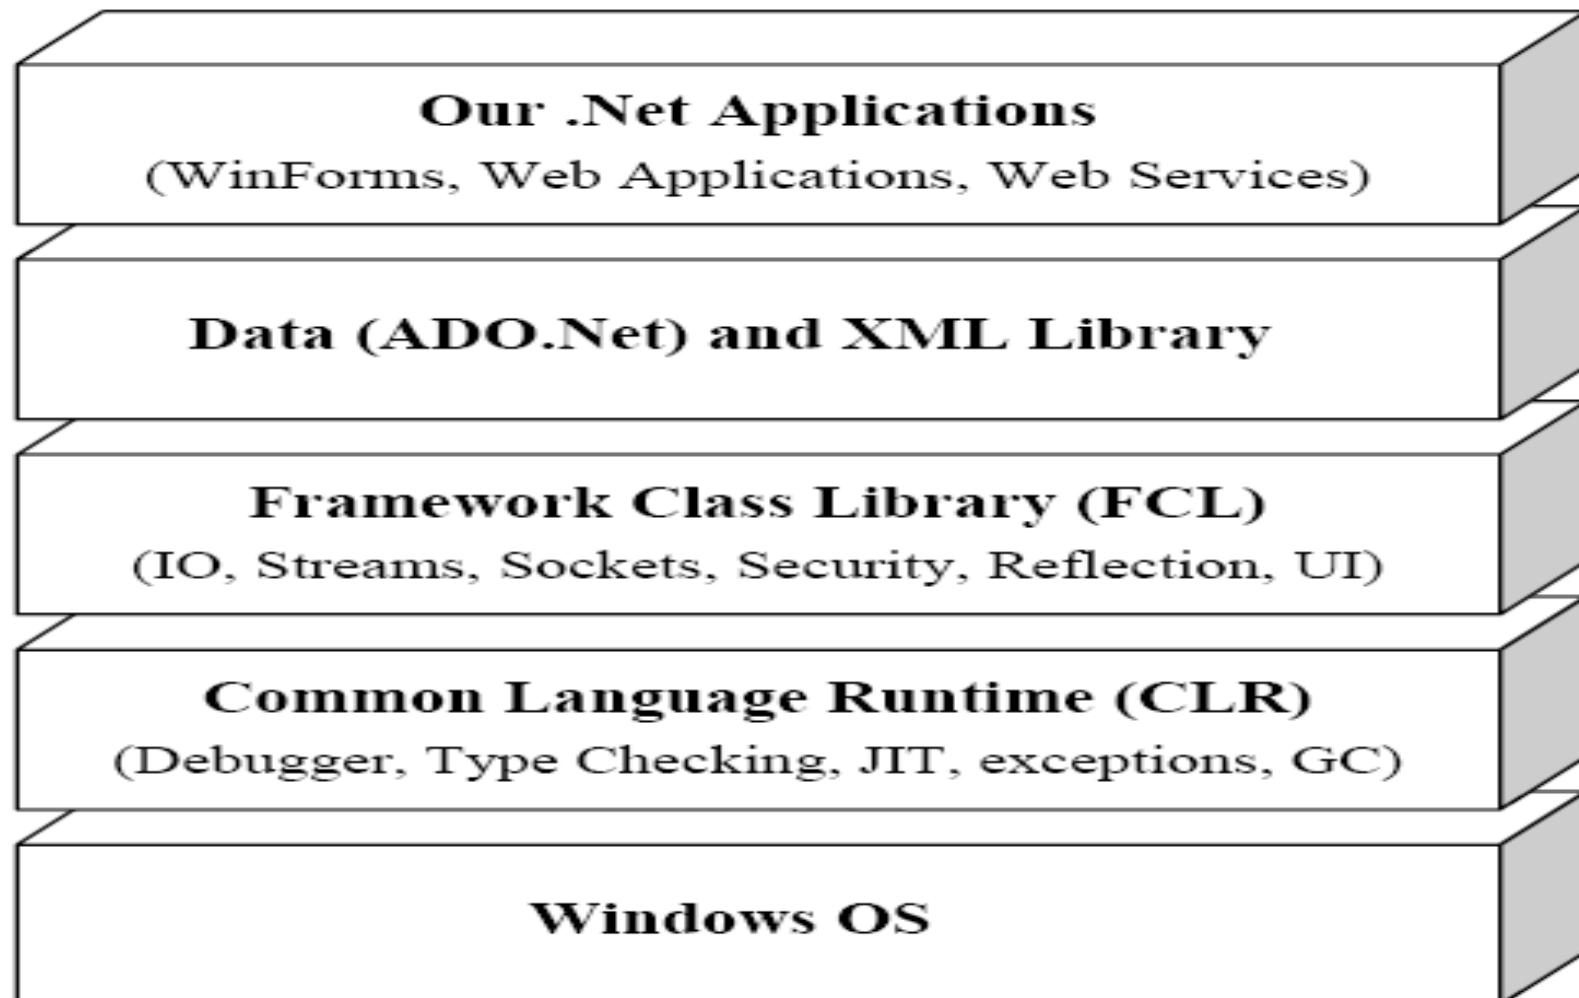 Our .Net Applications
(WinForms, Web Applications, Web Services)
Data (ADO.Net) and XML Library
Framework Class Library (FCL)
(IO, Streams, Sockets, Security, Reflection, UI)
Common Language Runtime (CLR)
(Debugger, Type Checking, JIT, exceptions, GC)
Windows OS